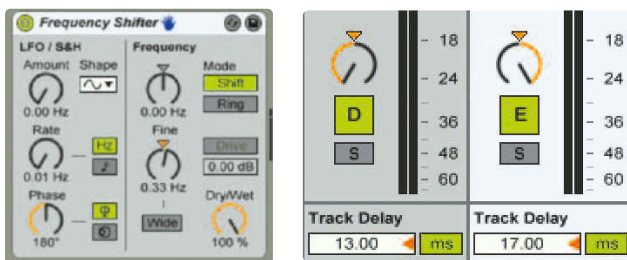 Frequency Shifter
LFO / S&H
Frequency
Amount Shape
Mode
Shift
0.00 Hz
0.00 Hz
Ring
Rate
Fine
Hz
Drive
0.01 Hz
0.00 dB
0.33 Hz
Phase
Dry/Wet
Φ
Wide
180°
100 %
18
24
D
36
S
48
60
Track Delay
13.00 ms
18
24
E
36
S
48
60
Track Delay
17.00 ms